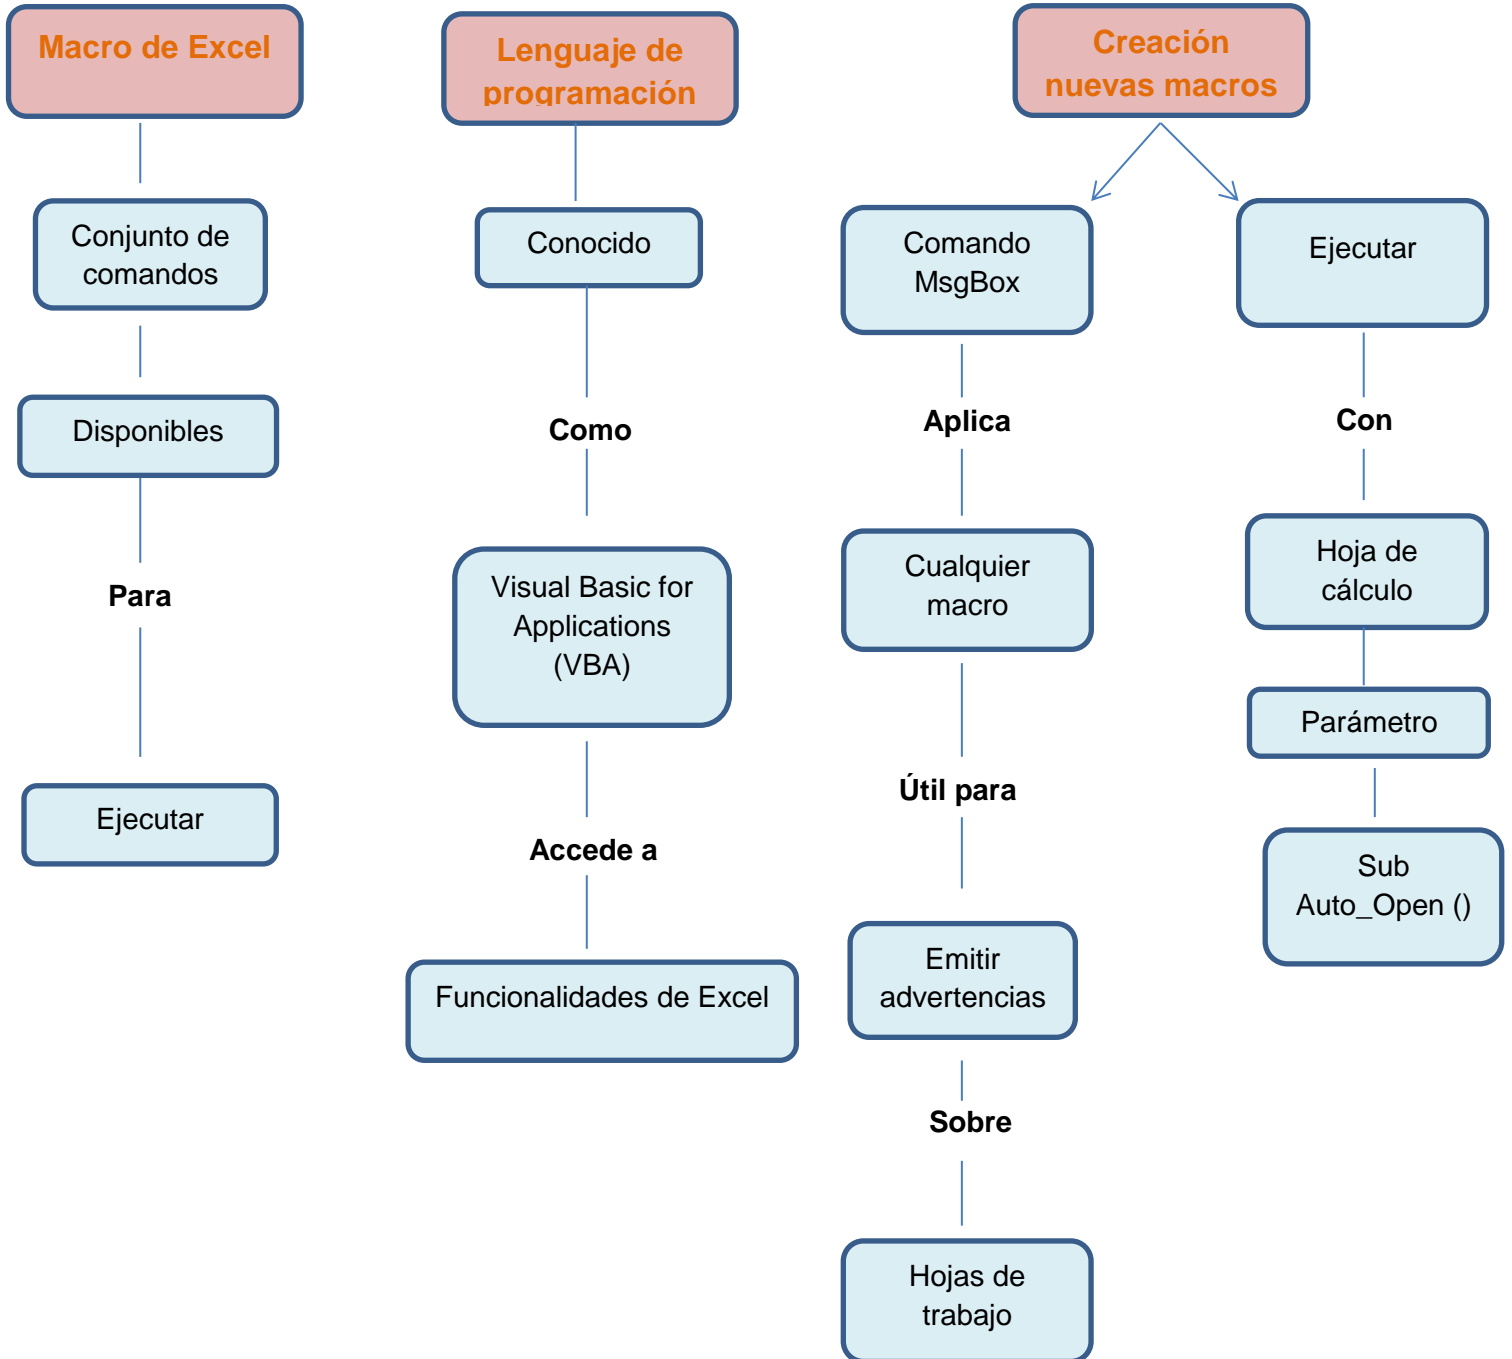 Macro de Excel
Conjunto de
comandos
Disponibles
Para
Ejecutar
Lenguaje de
programación
Conocido
Como
Visual Basic for
Applications
(VBA)
Accede a
Funcionalidades de Excel
Creación
nuevas macros
Comando
MsgBox
Aplica
Cualquier
macro
Útil para
Emitir
advertencias
Sobre
Hojas de
trabajo
Ejecutar
Con
Hoja de
cálculo
Parámetro
Sub
Auto_Open ()